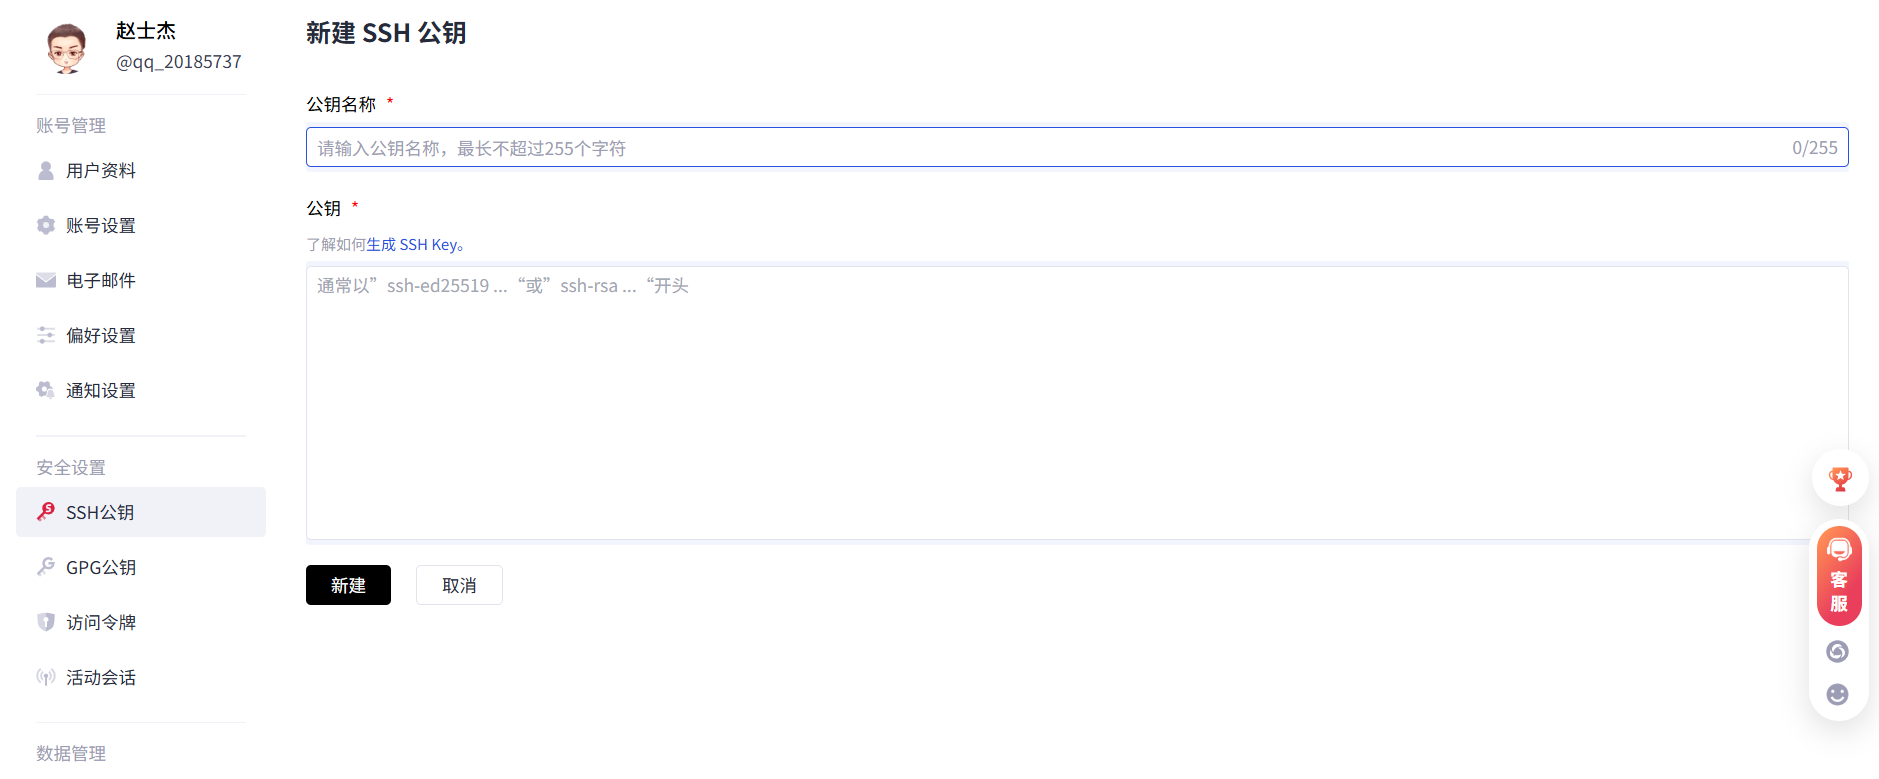 赵士杰
@qq_20185737
账号管理
用户资料
账号设置
电子邮件
偏好设置
通知设置
安全设置
SSH公钥
GPG公钥
访问令牌
活动会话
数据管理
新建 SSH 公钥
公钥名称 *
请输入公钥名称，最长不超过255个字符 0/255
公钥 *
了解如何生成 SSH Key。
通常以”ssh-ed25519 ...“或”ssh-rsa ...“开头
新建 取消
客
服